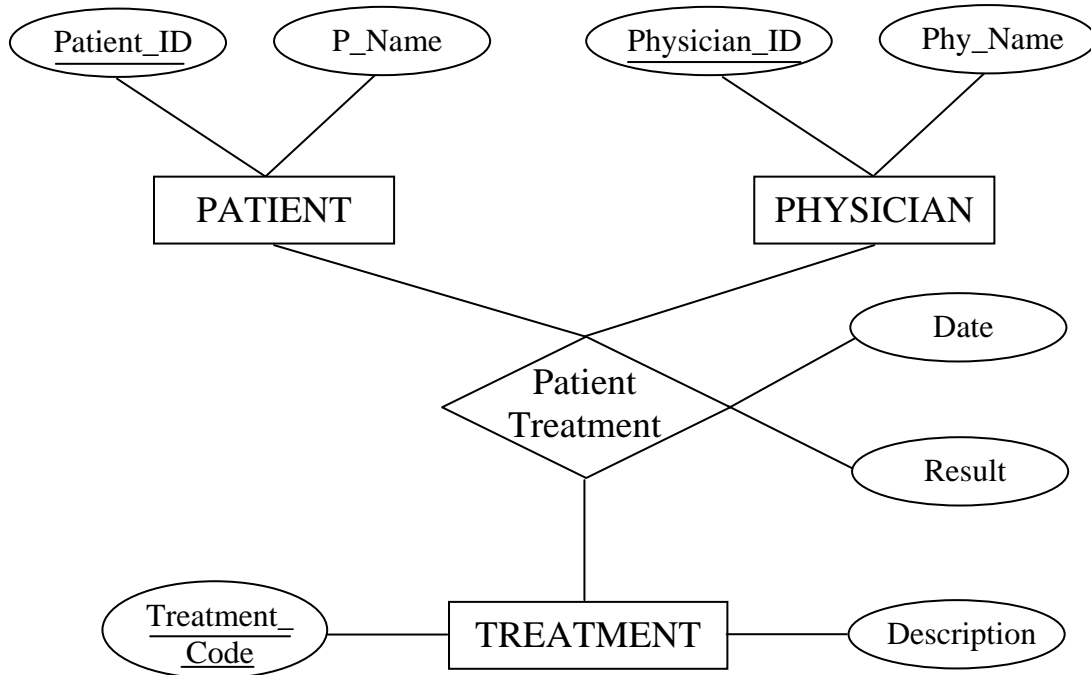 Patient_ID
P_Name
Physician_ID
Phy_Name
PATIENT
PHYSICIAN
Date
Patient
Treatment
Result
Treatment_
Code
TREATMENT
Description